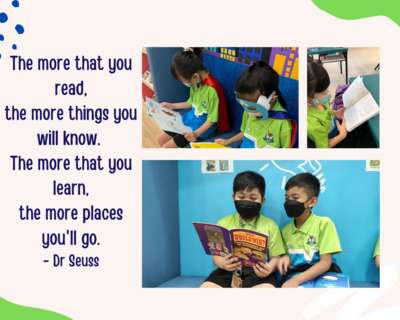 The more that you
read,
the more things you
will know.
The more that you
learn,
the more places
you'll go.
- Dr Seuss